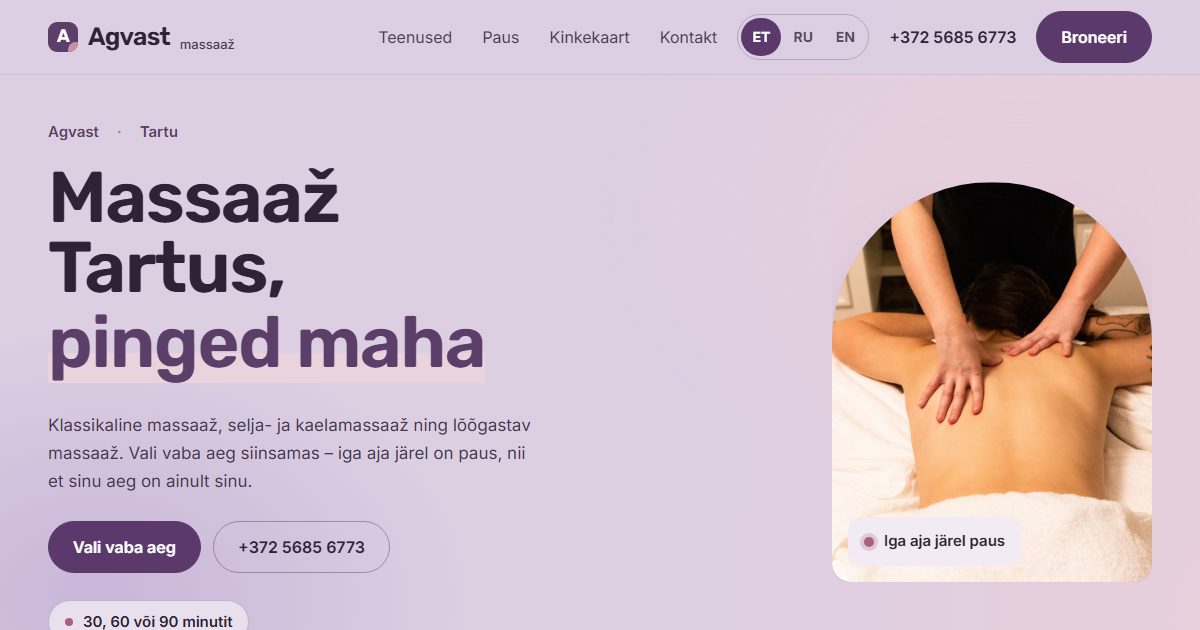 A Agvast massaaž
Teenused Paus Kinkekaart Kontakt ET RU EN +372 5685 6773 Broneeri
Agvast · Tartu
Massaaž
Tartus,
pinged maha
Klassikaline massaaž, selja- ja kaelamassaaž ning lõõgastav
massaaž. Vali vaba aeg siinsamas – iga aja järel on paus, nii
et sinu aeg on ainult sinu.
Vali vaba aeg +372 5685 6773
Iga aja järel paus
30, 60 või 90 minutit